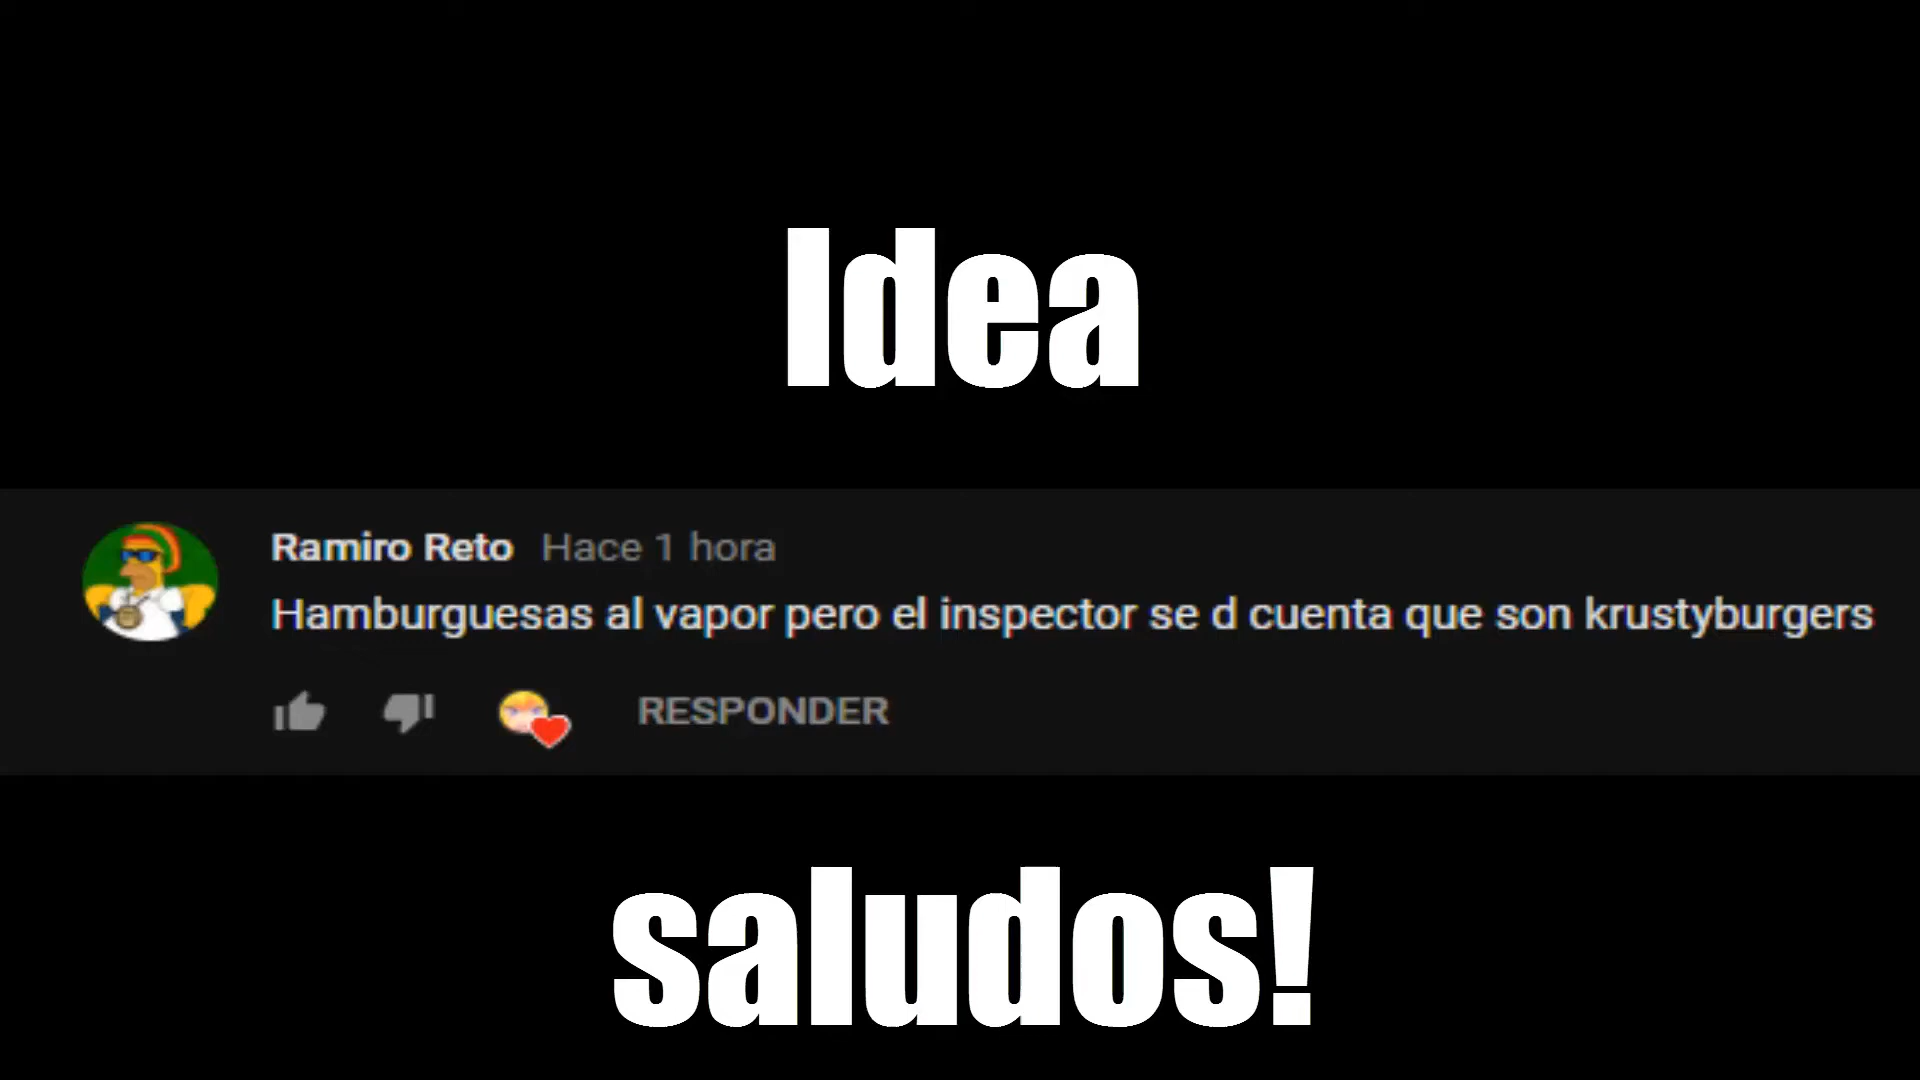 Idea
Ramiro Reto Hace 1 hora
Hamburguesas al vapor pero el inspector se d cuenta que son krustyburgers
RESPONDER
saludos!